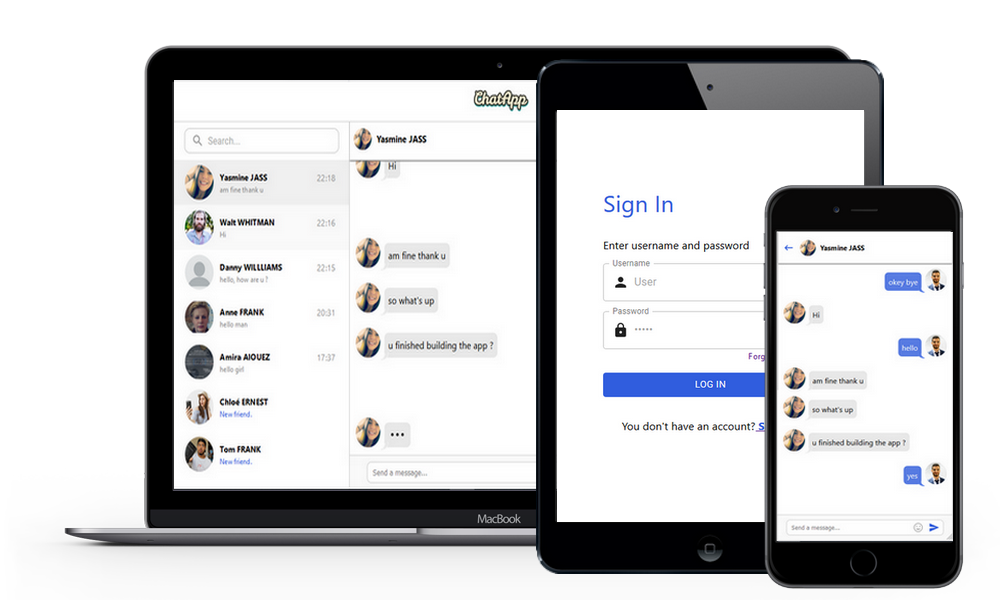 ChatApp
Search...
Yasmine JASS 22:18
am fine thank u
Walt WHITMAN 22:16
Hi
Danny WILLLIAMS 22:15
hello, how are u ?
Anne FRANK 20:31
hello man
Amira AIOUEZ 17:37
hello girl
Chloé ERNEST
New friend.
Tom FRANK
New friend.
Yasmine JASS
Hi
am fine thank u
so what's up
u finished building the app ?
Send a message...
MacBook
Sign In
Enter username and password
Username
User
Password
Forg
LOG IN
You don't have an account? S
Yasmine JASS
okey bye
Hi
hello
am fine thank u
so what's up
u finished building the app ?
yes
Send a message...